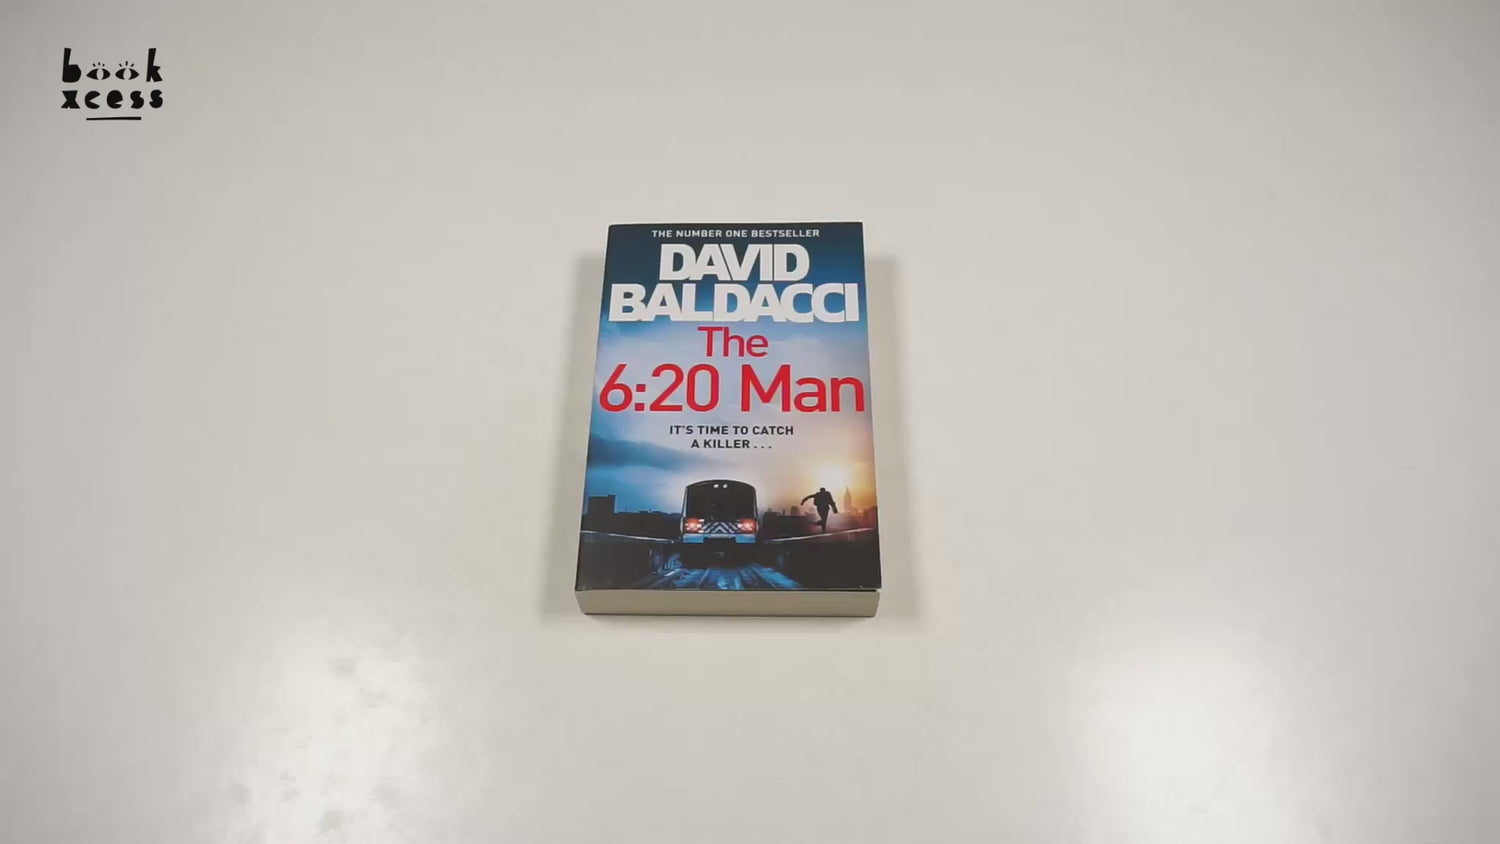 book
xcess
THE NUMBER ONE BESTSELLER
DAVID
BALDACCI
The
6:20 Man
IT'S TIME TO CATCH
A KILLER...